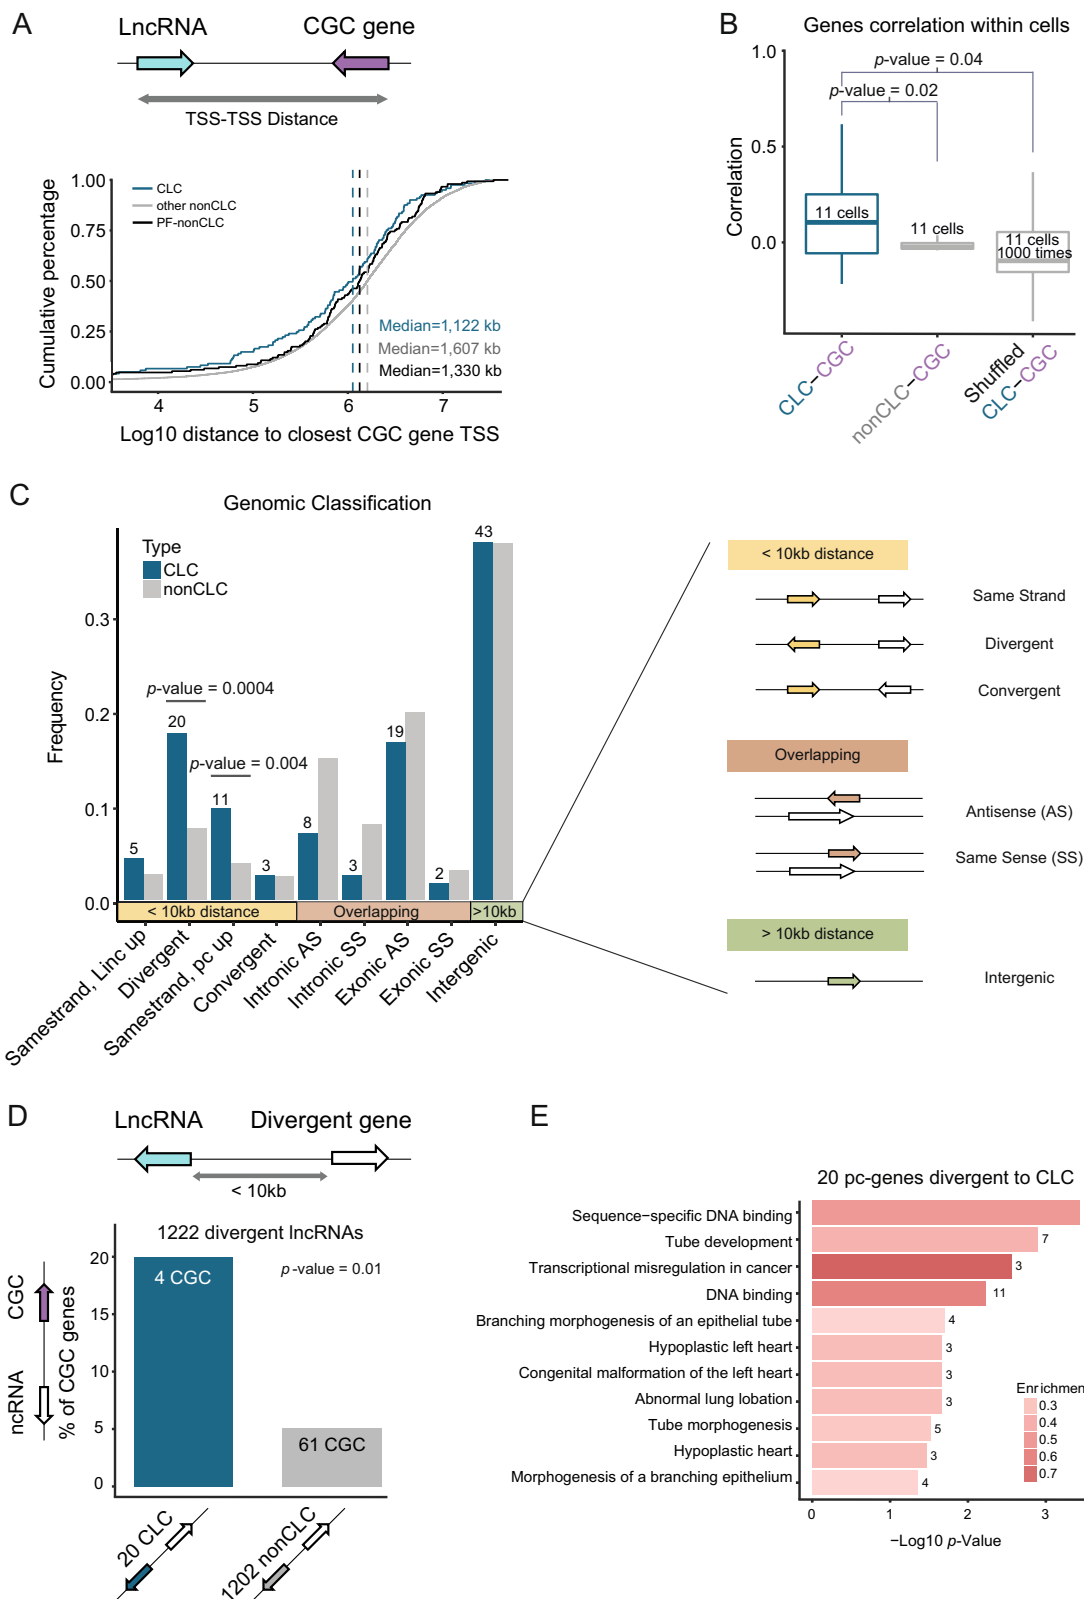 A
LncRNA
CGC gene
TSS-TSS Distance
Cumulative percentage
1.00
0.75
0.50
0.25
0.00
CLC
other nonCLC
PF-nonCLC
Median=1,122 kb
Median=1,607 kb
Median=1,330 kb
4
5
6
7
Log10 distance to closest CGC gene TSS
B
Genes correlation within cells
Correlation
1.0
0.5
0.0
p-value = 0.04
p-value = 0.02
11 cells
11 cells
11 cells
1000 times
CLC-CGC
nonCLC-CGC
Shuffled
CLC-CGC
C
Genomic Classification
Type
CLC
nonCLC
Frequency
0.3
0.2
0.1
0.0
p-value = 0.0004
p-value = 0.004
5
20
11
3
8
3
19
2
43
< 10kb distance
Overlapping
>10kb
Samestrand, Linc up
Divergent
Samestrand, pc up
Convergent
Intronic AS
Intronic SS
Exonic AS
Exonic SS
Intergenic
< 10kb distance
Same Strand
Divergent
Convergent
Overlapping
Antisense (AS)
Same Sense (SS)
> 10kb distance
Intergenic
D
LncRNA
Divergent gene
< 10kb
1222 divergent lncRNAs
ncRNA
CGC
% of CGC genes
20
15
10
5
0
4 CGC
p-value = 0.01
61 CGC
20 CLC
1202 nonCLC
E
20 pc-genes divergent to CLC
Sequence−specific DNA binding
Tube development
7
Transcriptional misregulation in cancer
3
DNA binding
11
Branching morphogenesis of an epithelial tube
4
Hypoplastic left heart
3
Congenital malformation of the left heart
3
Abnormal lung lobation
3
Tube morphogenesis
5
Hypoplastic heart
3
Morphogenesis of a branching epithelium
4
Enrichmen
0.3
0.4
0.5
0.6
0.7
0
1
2
3
−Log10 p-Value